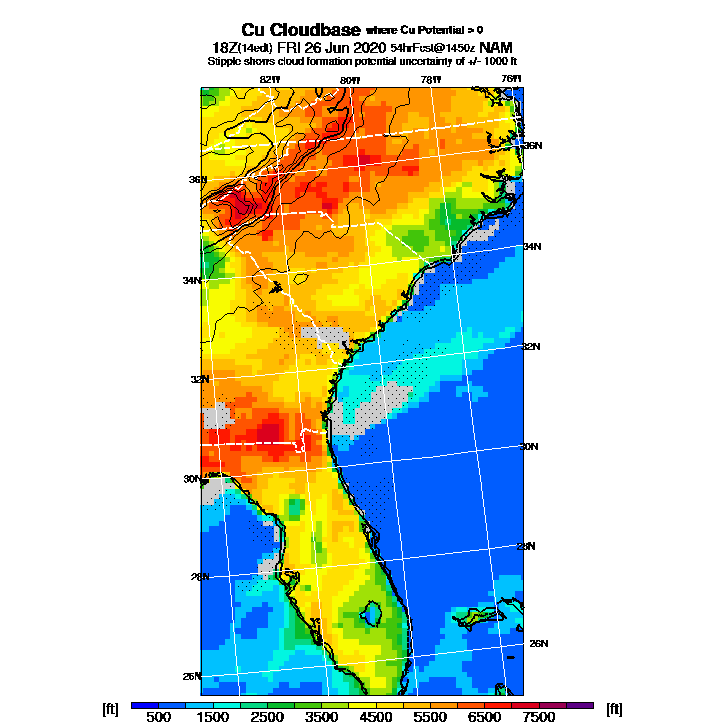 Cu Cloudbase where Cu Potential > 0
18Z(14edt) FRI 26 Jun 2020 54hrFcst@1450z NAM
Stipple shows cloud formation potential uncertainty of +/- 1000 ft
82W 80W 78W 76W
36N
36N
34N
34N
32N
32N
30N
30N
28N
28N
26N
26N
[ft] 500 1500 2500 3500 4500 5500 6500 7500 [ft]